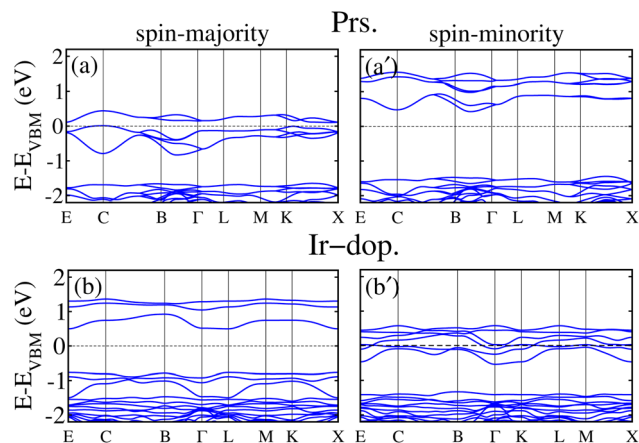 Prs.
spin-majority spin-minority
(a) (a′)
E-E_VBM (eV)
2
1
0
-1
-2
E C B Γ L M K X
E C B Γ L M K X
Ir-dop.
(b) (b′)
E-E_VBM (eV)
2
1
0
-1
-2
E C B Γ L M K X
E C B Γ K L M X